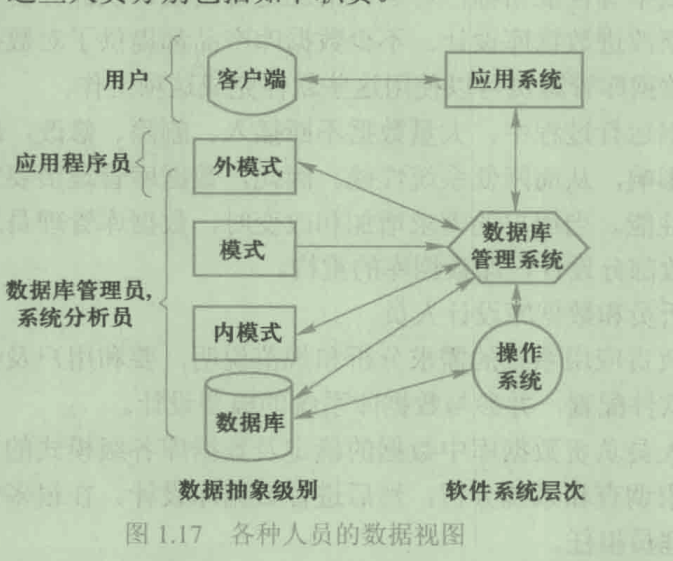 用户
客户端
应用系统
应用程序员
外模式
模式
数据库
管理系统
数据库管理员,
系统分析员
内模式
操作
系统
数据库
数据抽象级别
软件系统层次
图 1.17 各种人员的数据视图